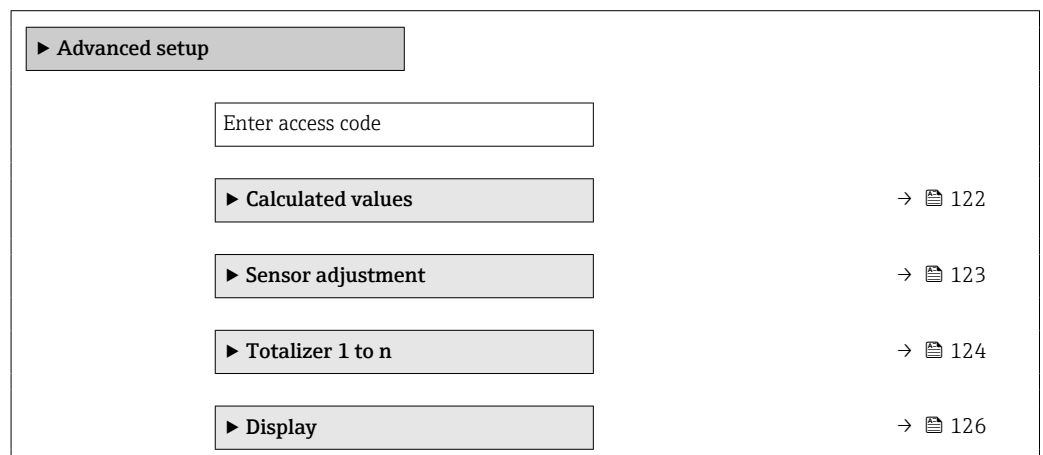 ▶ Advanced setup
Enter access code
▶ Calculated values → 122
▶ Sensor adjustment → 123
▶ Totalizer 1 to n → 124
▶ Display → 126